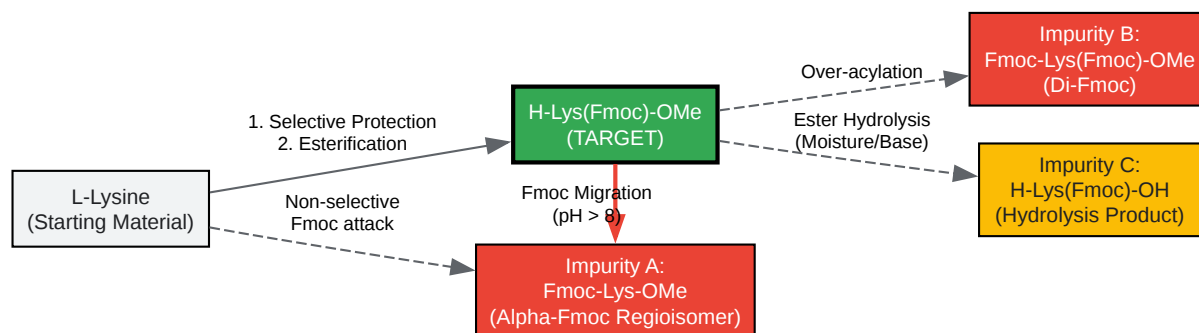 L-Lysine
(Starting Material)
1. Selective Protection
2. Esterification
Non-selective
Fmoc attack
H-Lys(Fmoc)-OMe
(TARGET)
Fmoc Migration
(pH > 8)
Impurity A:
Fmoc-Lys-OMe
(Alpha-Fmoc Regioisomer)
Over-acylation
Ester Hydrolysis
(Moisture/Base)
Impurity B:
Fmoc-Lys(Fmoc)-OMe
(Di-Fmoc)
Impurity C:
H-Lys(Fmoc)-OH
(Hydrolysis Product)